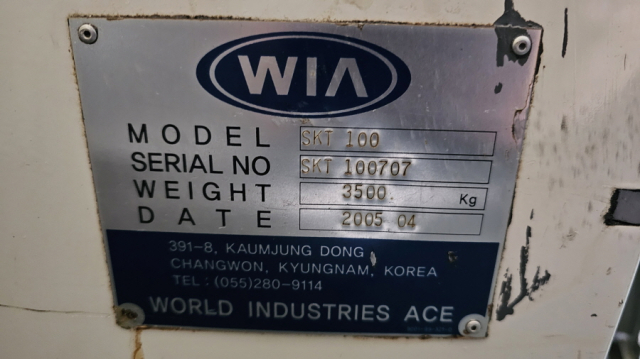 WIA
MODEL SKT 100
SERIAL NO SKT 100707
WEIGHT 3500. Kg
DATE 2005.04
391-8, KAUMJUNG DONG
CHANGWON, KYUNGNAM, KOREA
TEL : (055)280-9114
WORLD INDUSTRIES ACE